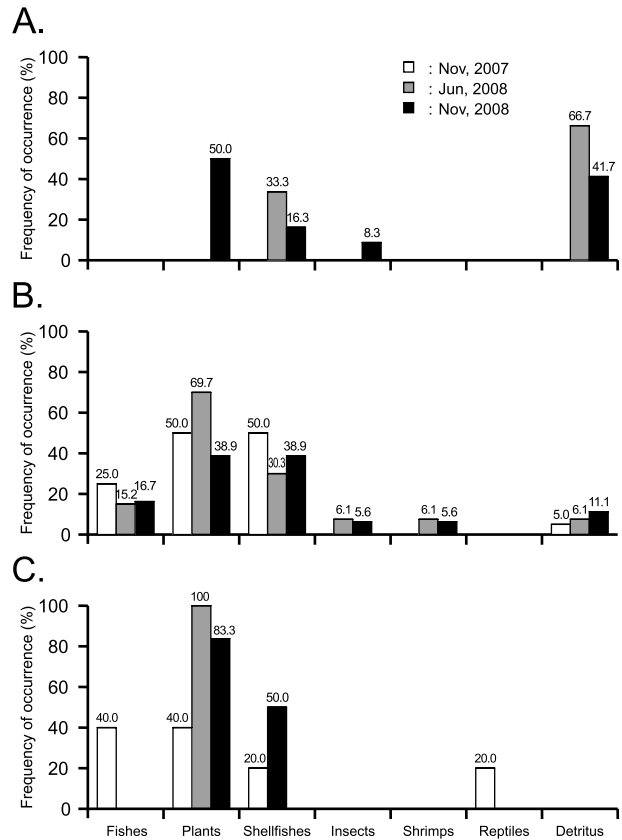 A.
Frequency of occurrence (%)
100
80
60
40
20
0
: Nov, 2007
: Jun, 2008
: Nov, 2008
50.0
33.3
16.3
8.3
66.7
41.7
B.
Frequency of occurrence (%)
100
80
60
40
20
0
25.0
15.2
16.7
50.0
69.7
38.9
50.0
30.3
38.9
6.1
5.6
6.1
5.6
5.0
6.1
11.1
C.
Frequency of occurrence (%)
100
80
60
40
20
0
40.0
40.0
100
83.3
20.0
50.0
20.0
Fishes
Plants
Shellfishes
Insects
Shrimps
Reptiles
Detritus